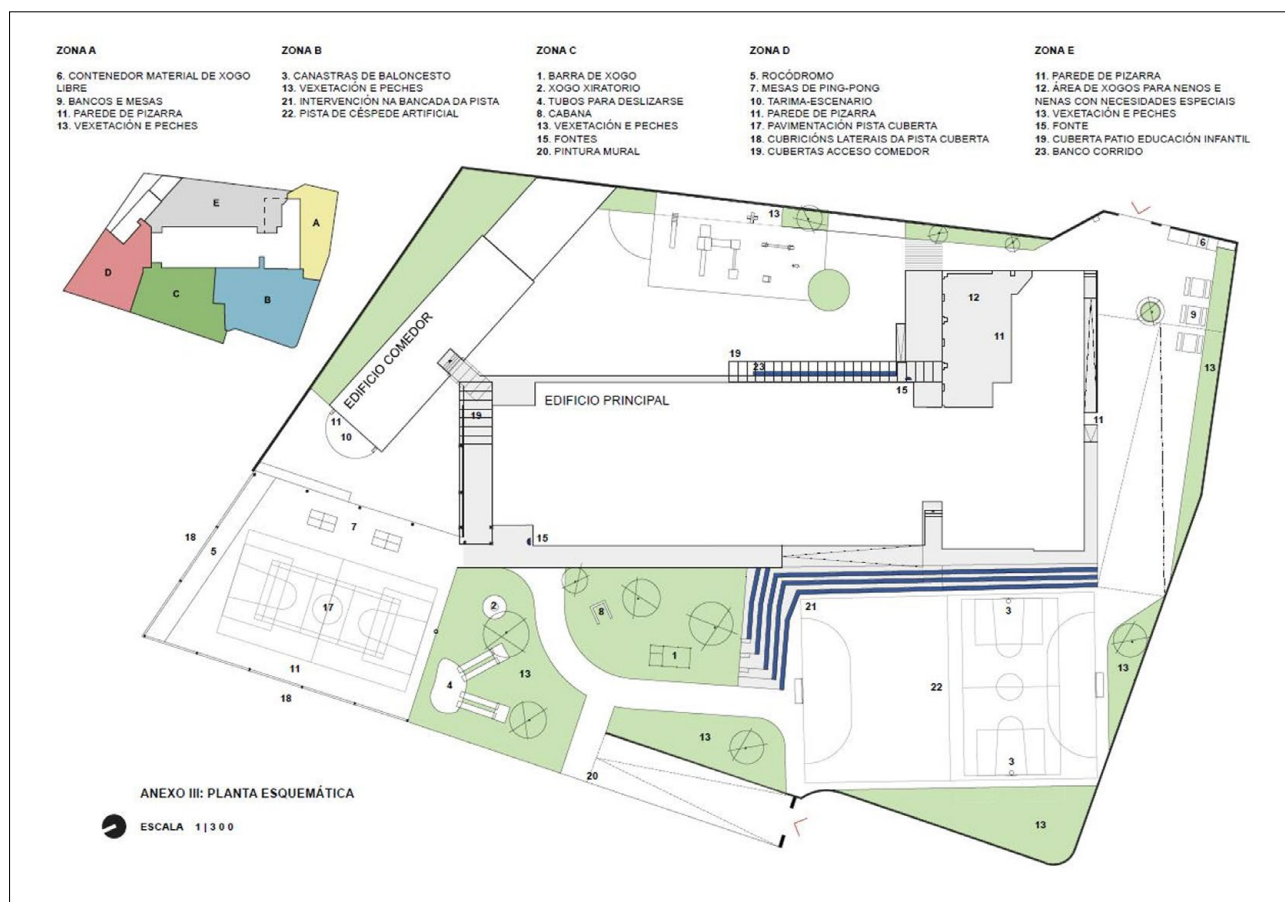 ZONA A
6. CONTENEDOR MATERIAL DE XOGO
LIBRE
9. BANCOS E MESAS
11. PAREDE DE PIZARRA
13. VEXETACIÓN E PECHES
ZONA B
3. CANASTRAS DE BALONCESTO
13. VEXETACIÓN E PECHES
21. INTERVENCIÓN NA BANCADA DA PISTA
22. PISTA DE CÉSPEDE ARTIFICIAL
ZONA C
1. BARRA DE XOGO
2. XOGO XIRATORIO
4. TUBOS PARA DESLIZARSE
8. CABANA
13. VEXETACIÓN E PECHES
15. FONTES
20. PINTURA MURAL
ZONA D
5. ROCÓDROMO
7. MESAS DE PING-PONG
10. TARIMA-ESCENARIO
11. PAREDE DE PIZARRA
17. PAVIMENTACIÓN PISTA CUBERTA
18. CUBRICIÓNS LATERAIS DA PISTA CUBERTA
19. CUBERTAS ACCESO COMEDOR
ZONA E
11. PAREDE DE PIZARRA
12. ÁREA DE XOGOS PARA NENOS E
NENAS CON NECESIDADES ESPECIAIS
13. VEXETACIÓN E PECHES
15. FONTE
19. CUBERTA PATIO EDUCACIÓN INFANTIL
23. BANCO CORRIDO
E
A
D
C
B
13
6
12
9
11
19
23
13
15
EDIFICIO COMEDOR
EDIFICIO PRINCIPAL
19
11
10
11
15
7
18
5
17
2
8
21
3
1
13
4
22
11
18
13
13
3
20
13
ANEXO III: PLANTA ESQUEMÁTICA
ESCALA 1|300